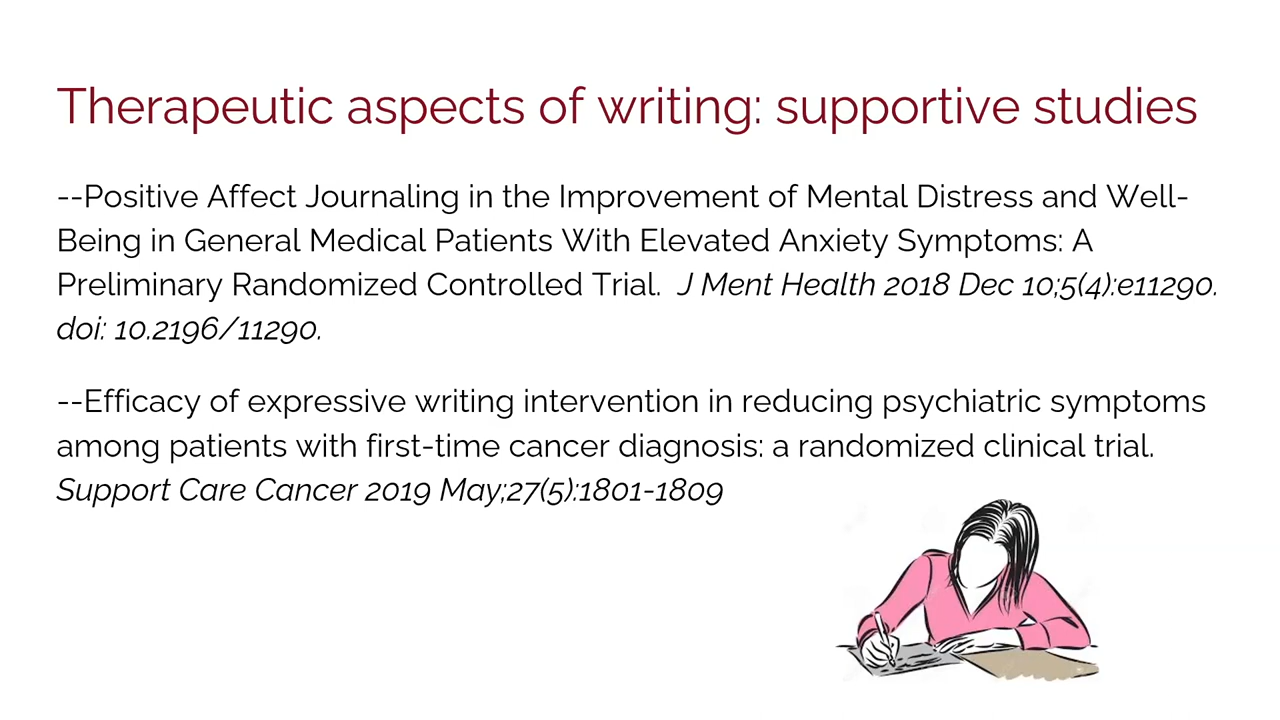 Therapeutic aspects of writing: supportive studies
--Positive Affect Journaling in the Improvement of Mental Distress and Well-
Being in General Medical Patients With Elevated Anxiety Symptoms: A
Preliminary Randomized Controlled Trial.  J Ment Health 2018 Dec 10;5(4):e11290.
doi: 10.2196/11290.
--Efficacy of expressive writing intervention in reducing psychiatric symptoms
among patients with first-time cancer diagnosis: a randomized clinical trial.
Support Care Cancer 2019 May;27(5):1801-1809